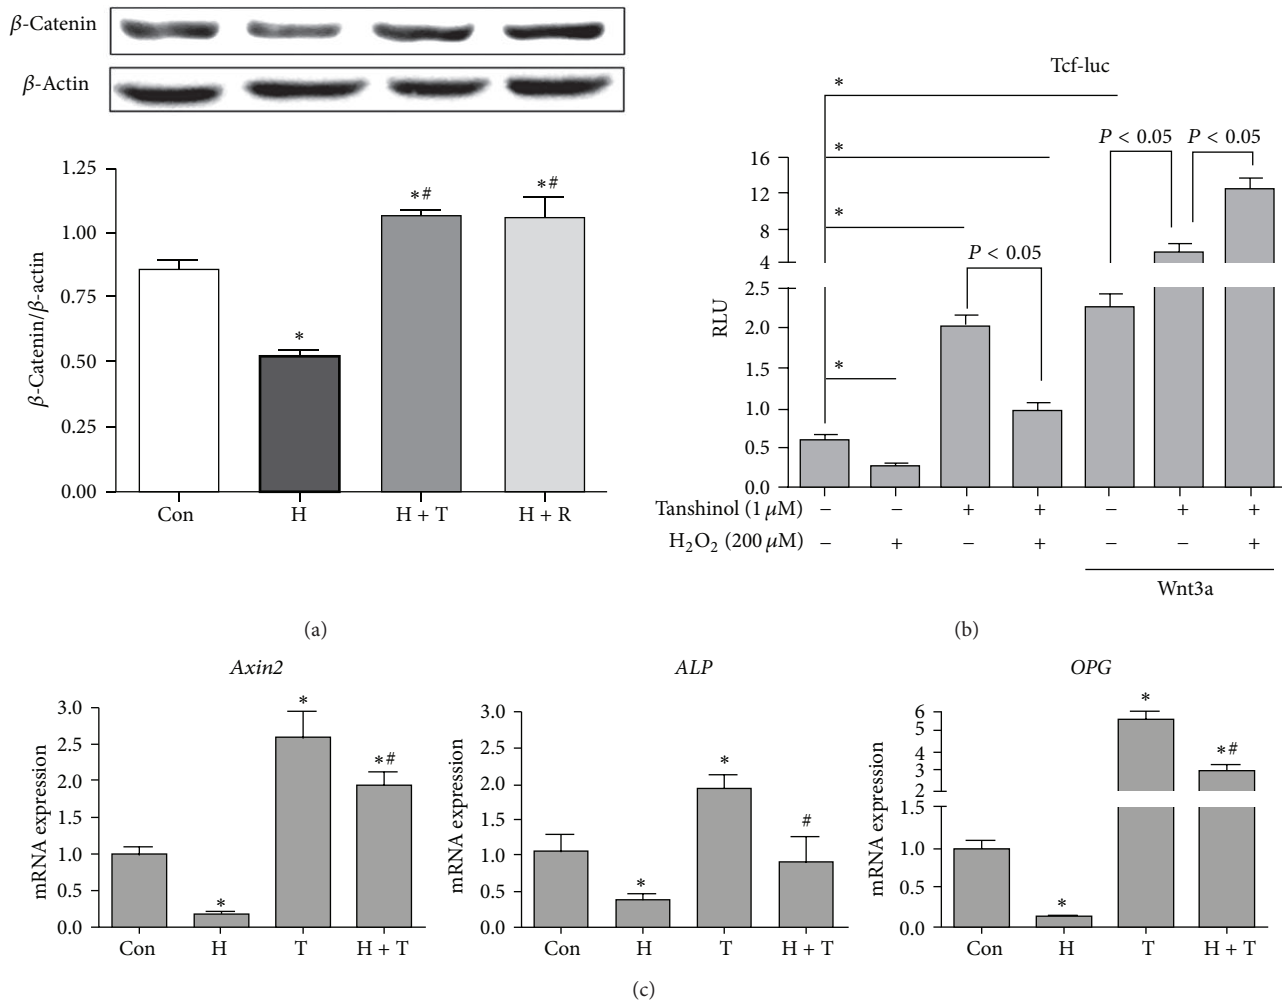 β-Catenin
β-Actin
β-Catenin/β-actin
1.25
1.00
0.75
0.50
0.25
0.00
*
*#
*#
Con H H + T H + R
(a)
Tcf-luc
*
*
*
*
P < 0.05
P < 0.05
P < 0.05
RLU
16
12
8
4
2.5
2.0
1.5
1.0
0.5
0.0
Tanshinol (1 μM) − − + + − + +
H2O2 (200 μM) − + − + − − +
Wnt3a
(b)
Axin2
mRNA expression
3.0
2.5
2.0
1.5
1.0
0.5
0.0
*
*
*#
Con H T H + T
ALP
mRNA expression
3.0
2.5
2.0
1.5
1.0
0.5
0.0
*
*
#
Con H T H + T
OPG
mRNA expression
6
5
4
3
2
1.5
1.0
0.5
0.0
*
*
*#
Con H T H + T
(c)